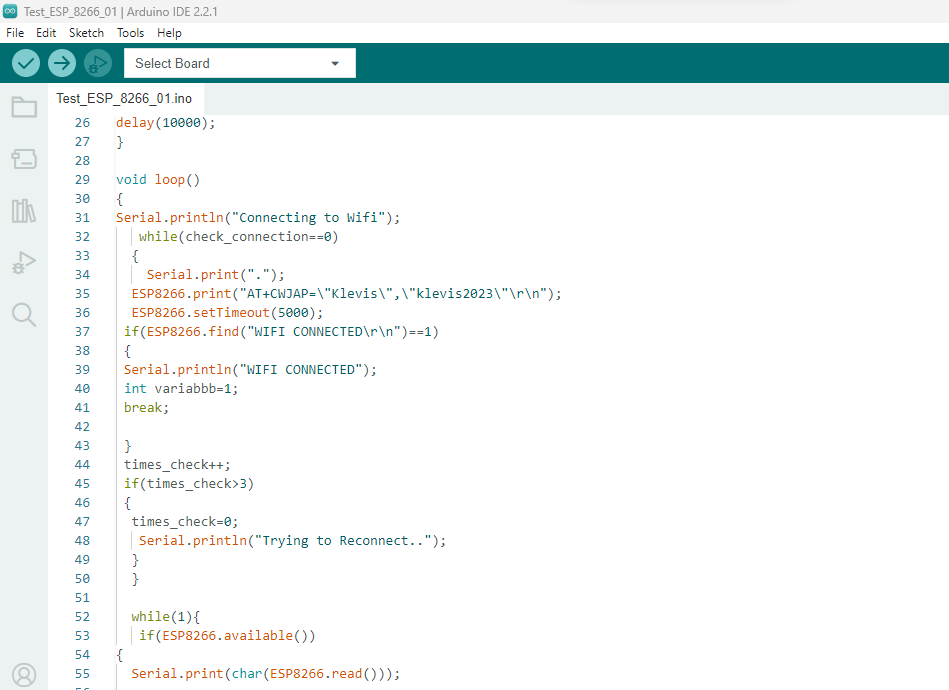 Test_ESP_8266_01 | Arduino IDE 2.2.1
File Edit Sketch Tools Help
Select Board
Test_ESP_8266_01.ino
26 delay(10000);
27 }
28
29 void loop()
30 {
31 Serial.println("Connecting to Wifi");
32 while(check_connection==0)
33 {
34 Serial.print(".");
35 ESP8266.print("AT+CWJAP=\"Klevis\",\"klevis2023\"\r\n");
36 ESP8266.setTimeout(5000);
37 if(ESP8266.find("WIFI CONNECTED\r\n")==1)
38 {
39 Serial.println("WIFI CONNECTED");
40 int variabbb=1;
41 break;
42
43 }
44 times_check++;
45 if(times_check>3)
46 {
47 times_check=0;
48 Serial.println("Trying to Reconnect..");
49 }
50 }
51
52 while(1){
53 if(ESP8266.available())
54 {
55 Serial.print(char(ESP8266.read()));